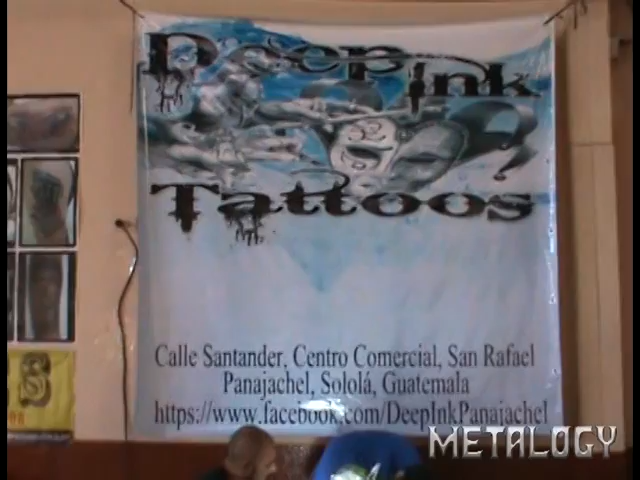 Deep
Ink
Tattoos
Calle Santander, Centro Comercial, San Rafael
Panajachel, Sololá, Guatemala
https://www.facebook.com/DeepInkPanajachel
S
METALOGY